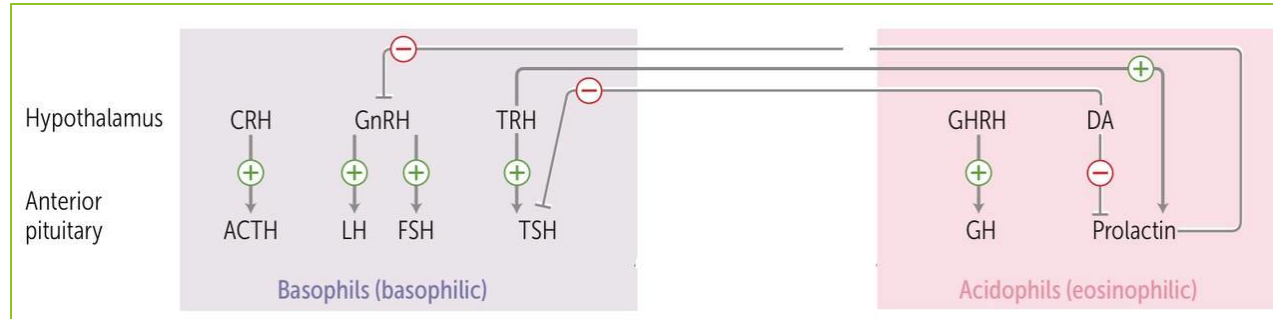 Hypothalamus CRH GnRH TRH GHRH DA
Anterior
pituitary
ACTH LH FSH TSH GH Prolactin
Basophils (basophilic) Acidophils (eosinophilic)